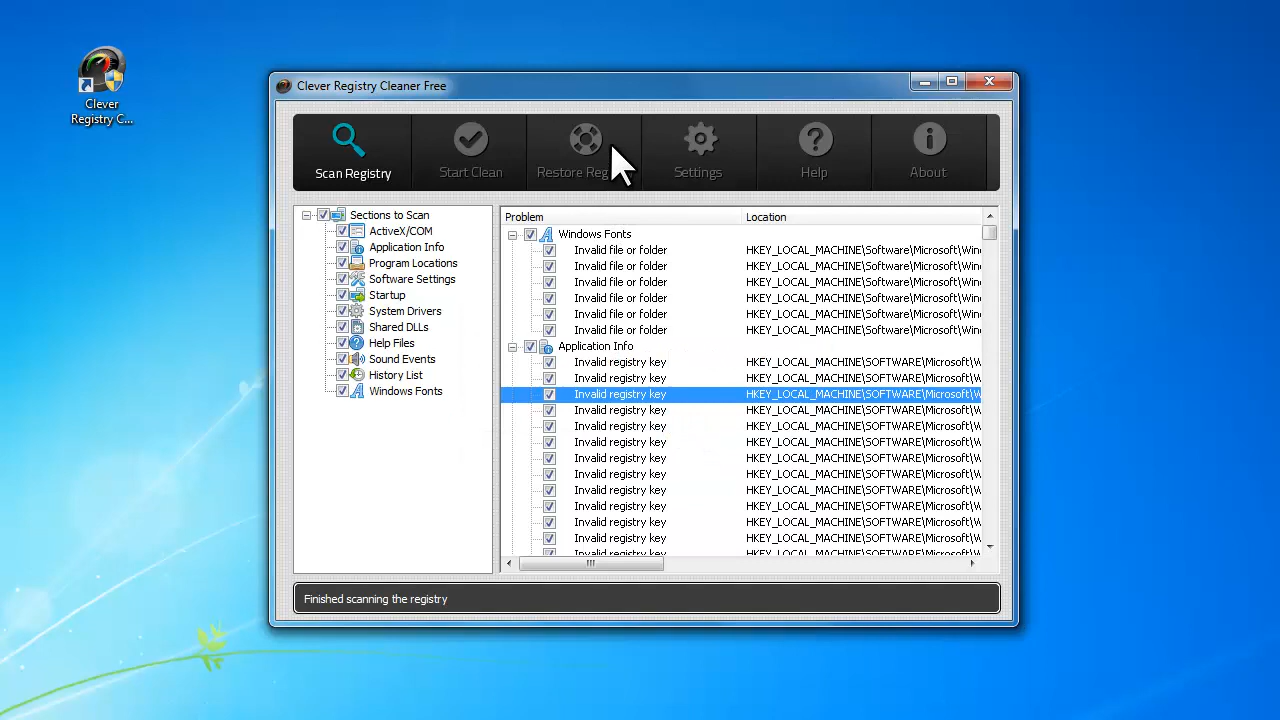 Clever
Registry C...
Clever Registry Cleaner Free
Scan Registry
Start Clean
Restore Reg
Settings
Help
About
Sections to Scan
ActiveX/COM
Application Info
Program Locations
Software Settings
Startup
System Drivers
Shared DLLs
Help Files
Sound Events
History List
Windows Fonts
Problem Location
Windows Fonts
Invalid file or folder HKEY_LOCAL_MACHINE\Software\Microsoft\Win
Invalid file or folder HKEY_LOCAL_MACHINE\Software\Microsoft\Win
Invalid file or folder HKEY_LOCAL_MACHINE\Software\Microsoft\Win
Invalid file or folder HKEY_LOCAL_MACHINE\Software\Microsoft\Win
Invalid file or folder HKEY_LOCAL_MACHINE\Software\Microsoft\Win
Invalid file or folder HKEY_LOCAL_MACHINE\Software\Microsoft\Win
Application Info
Invalid registry key HKEY_LOCAL_MACHINE\SOFTWARE\Microsoft\W
Invalid registry key HKEY_LOCAL_MACHINE\SOFTWARE\Microsoft\W
Invalid registry key HKEY_LOCAL_MACHINE\SOFTWARE\Microsoft\W
Invalid registry key HKEY_LOCAL_MACHINE\SOFTWARE\Microsoft\W
Invalid registry key HKEY_LOCAL_MACHINE\SOFTWARE\Microsoft\W
Invalid registry key HKEY_LOCAL_MACHINE\SOFTWARE\Microsoft\W
Invalid registry key HKEY_LOCAL_MACHINE\SOFTWARE\Microsoft\W
Invalid registry key HKEY_LOCAL_MACHINE\SOFTWARE\Microsoft\W
Invalid registry key HKEY_LOCAL_MACHINE\SOFTWARE\Microsoft\W
Invalid registry key HKEY_LOCAL_MACHINE\SOFTWARE\Microsoft\W
Invalid registry key HKEY_LOCAL_MACHINE\SOFTWARE\Microsoft\W
Invalid registry key HKEY_LOCAL_MACHINE\SOFTWARE\Microsoft\W
Invalid registry key HKEY_LOCAL_MACHINE\SOFTWARE\Microsoft\W
Finished scanning the registry